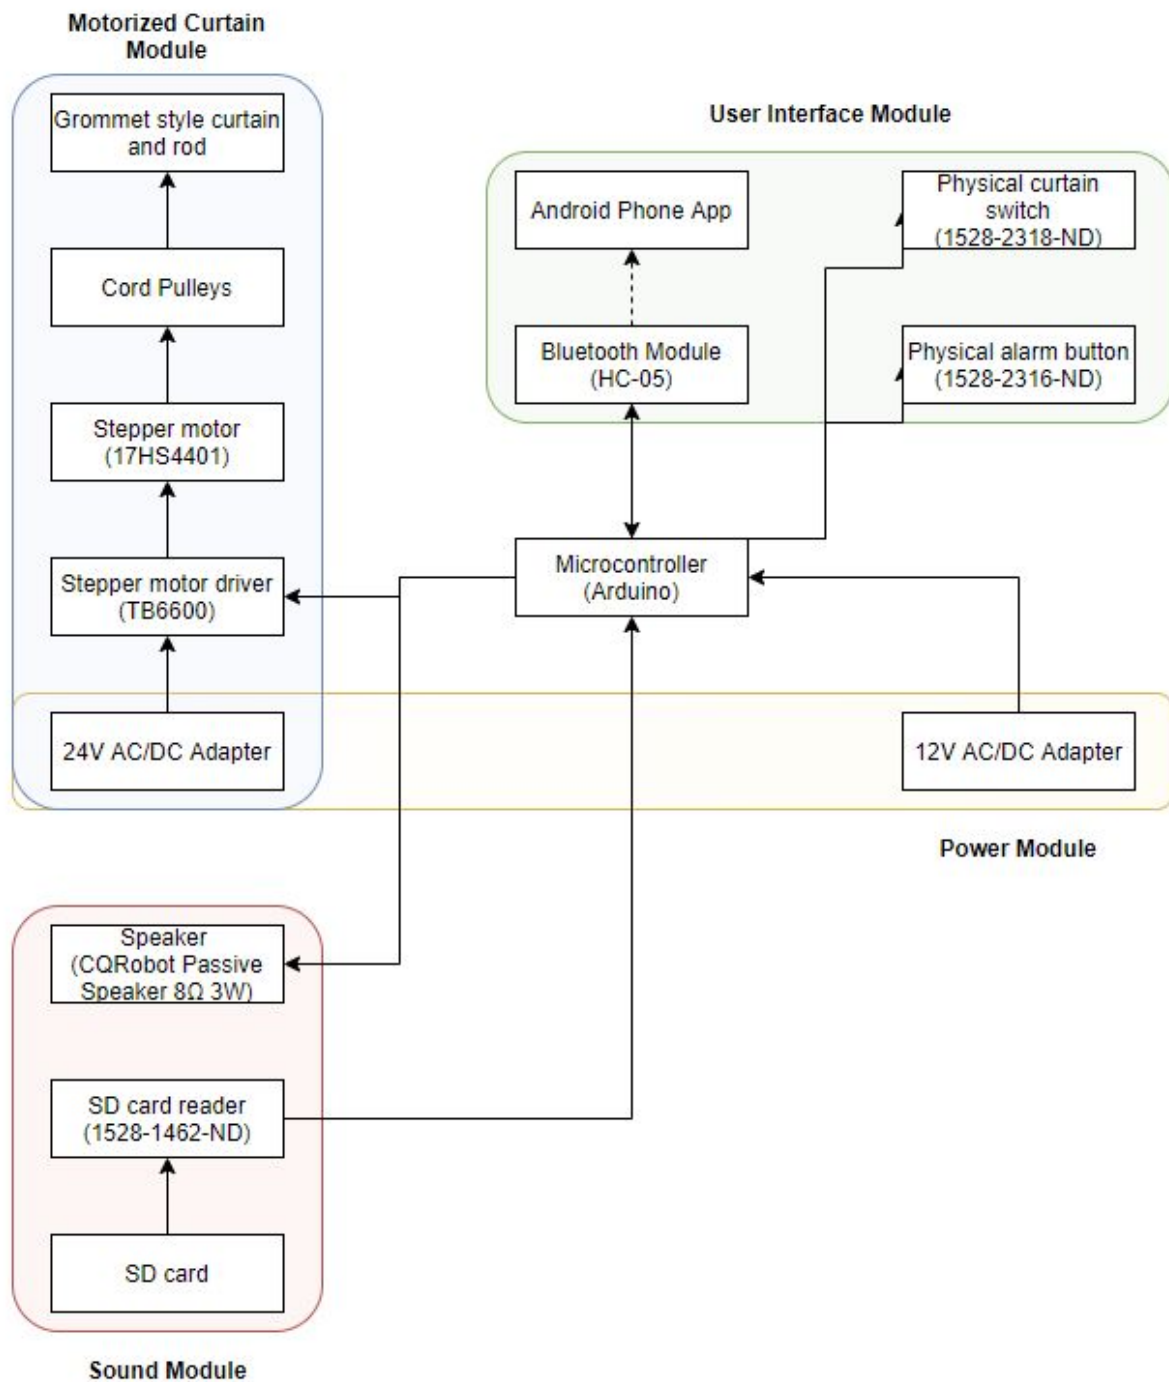 Motorized Curtain
Module
Grommet style curtain
and rod
Cord Pulleys
Stepper motor
(17HS4401)
Stepper motor driver
(TB6600)
24V AC/DC Adapter
User Interface Module
Android Phone App
Physical curtain
switch
(1528-2318-ND)
Bluetooth Module
(HC-05)
Physical alarm button
(1528-2316-ND)
Microcontroller
(Arduino)
12V AC/DC Adapter
Power Module
Speaker
(CQRobot Passive
Speaker 8Ω 3W)
SD card reader
(1528-1462-ND)
SD card
Sound Module